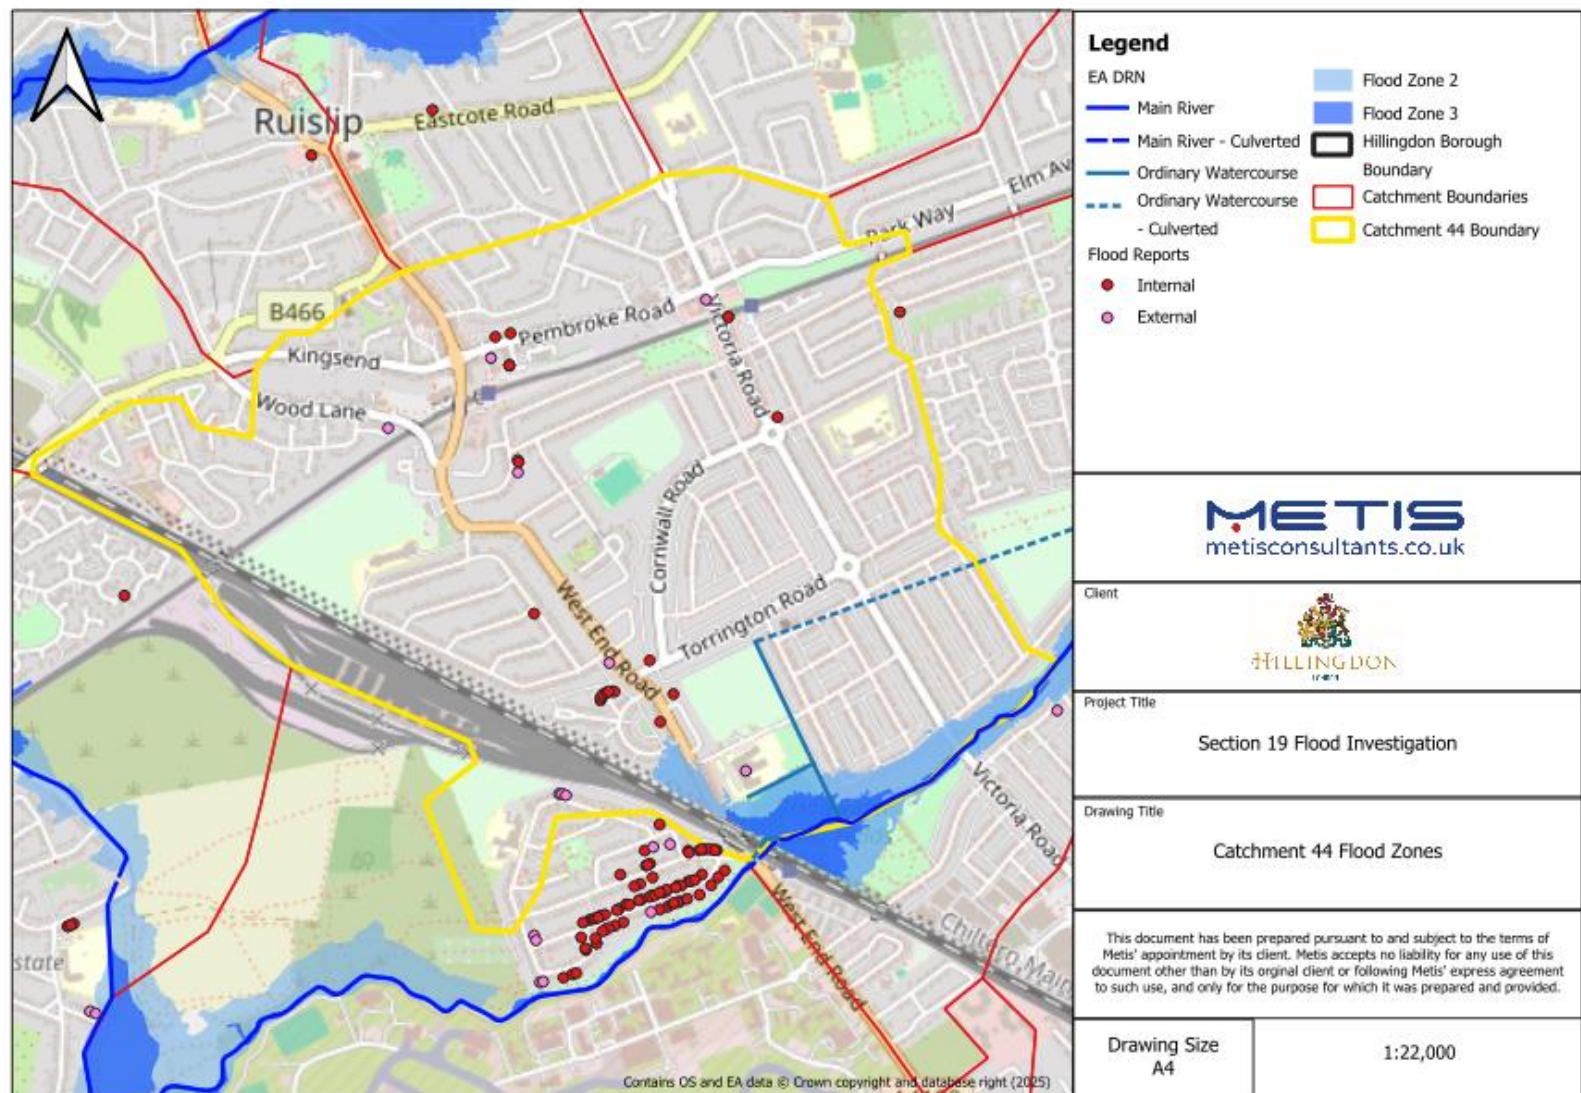 Ruislip
Eastcote Road
Elm Av
Park Way
B466
Pembroke Road
Kingsend
Victoria Road
Wood Lane
Cornwall Road
West End Road
Torrington Road
Victoria Road
West End Road
Chiltern Main
state
Contains OS and EA data © Crown copyright and database right (2025)
Legend
EA DRN
Main River
Main River - Culverted
Ordinary Watercourse
Ordinary Watercourse
- Culverted
Flood Reports
Internal
External
Flood Zone 2
Flood Zone 3
Hillingdon Borough
Boundary
Catchment Boundaries
Catchment 44 Boundary
METIS
metisconsultants.co.uk
Client
HILLINGDON
LONDON
Project Title
Section 19 Flood Investigation
Drawing Title
Catchment 44 Flood Zones
This document has been prepared pursuant to and subject to the terms of
Metis' appointment by its client. Metis accepts no liability for any use of this
document other than by its orginal client or following Metis' express agreement
to such use, and only for the purpose for which it was prepared and provided.
Drawing Size
A4
1:22,000